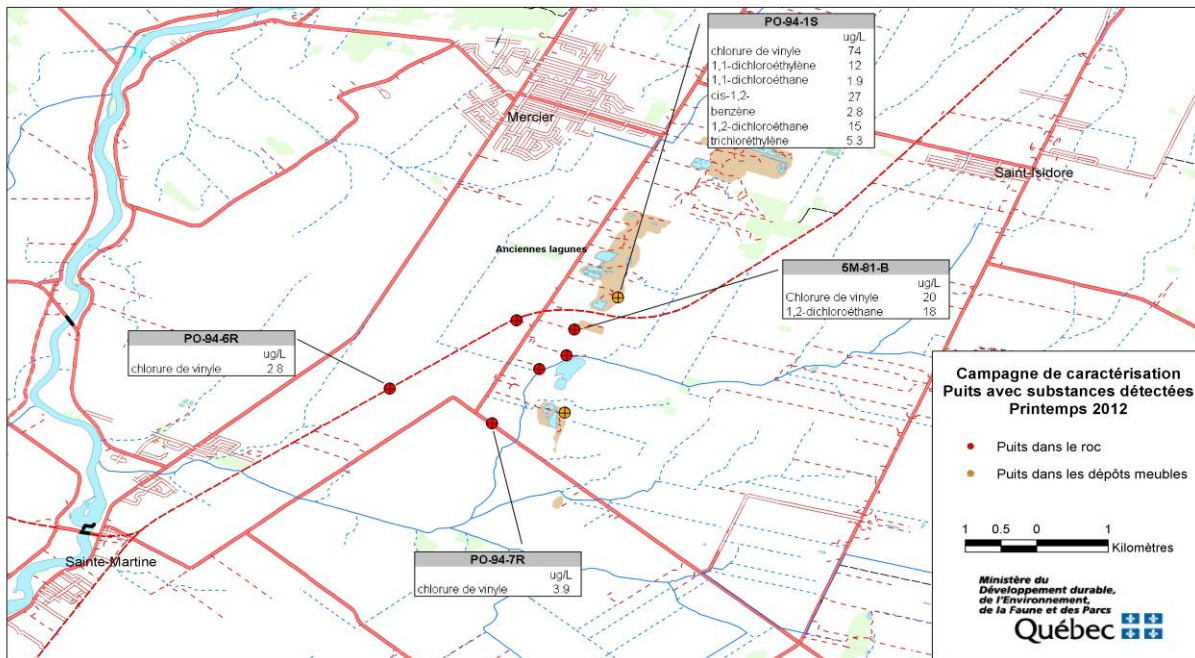 PO-94-1S
ug/L
chlorure de vinyle 74
1,1-dichloroéthylène 12
1,1-dichloroéthane 1.9
cis-1,2- 27
benzène 2.8
1,2-dichloroéthane 15
trichloréthylène 5.3
Mercier
Saint-Isidore
Anciennes lagunes
5M-81-B
ug/L
Chlorure de vinyle 20
1,2-dichloroéthane 18
PO-94-6R
ug/L
chlorure de vinyle 2.8
PO-94-7R
ug/L
chlorure de vinyle 3.9
Sainte-Martine
Campagne de caractérisation
Puits avec substances détectées
Printemps 2012
Puits dans le roc
Puits dans les dépôts meubles
1 0.5 0 1
Kilomètres
Ministère du
Développement durable,
de l'Environnement,
de la Faune et des Parcs
Québec